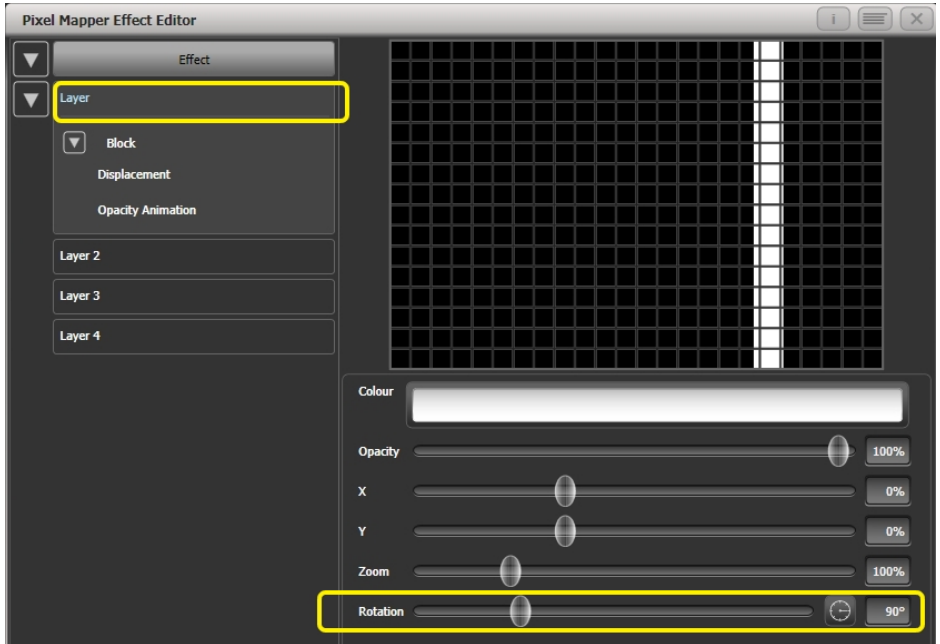 Pixel Mapper Effect Editor
i
Effect
Layer
Block
Displacement
Opacity Animation
Layer 2
Layer 3
Layer 4
Colour
Opacity 100%
X 0%
Y 0%
Zoom 100%
Rotation 90°